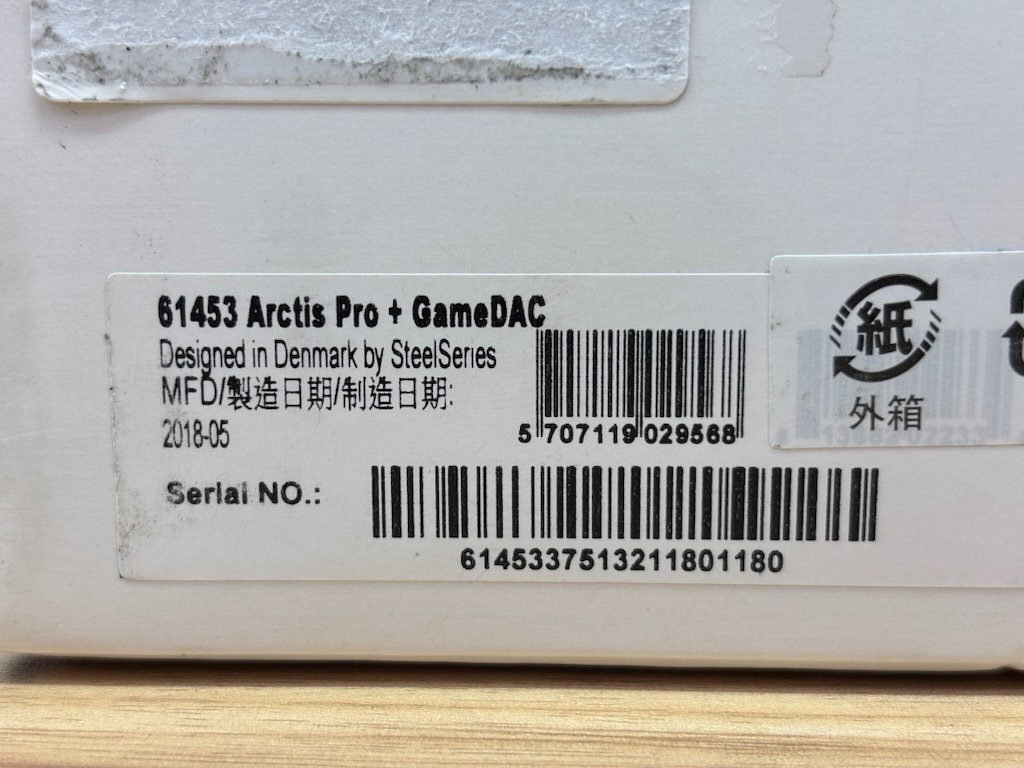 61453 Arctis Pro + GameDAC
Designed in Denmark by SteelSeries
MFD/製造日期/制造日期:
2018-05
5 707119 029568
Serial NO.:
6145337513211801180
紙
外箱